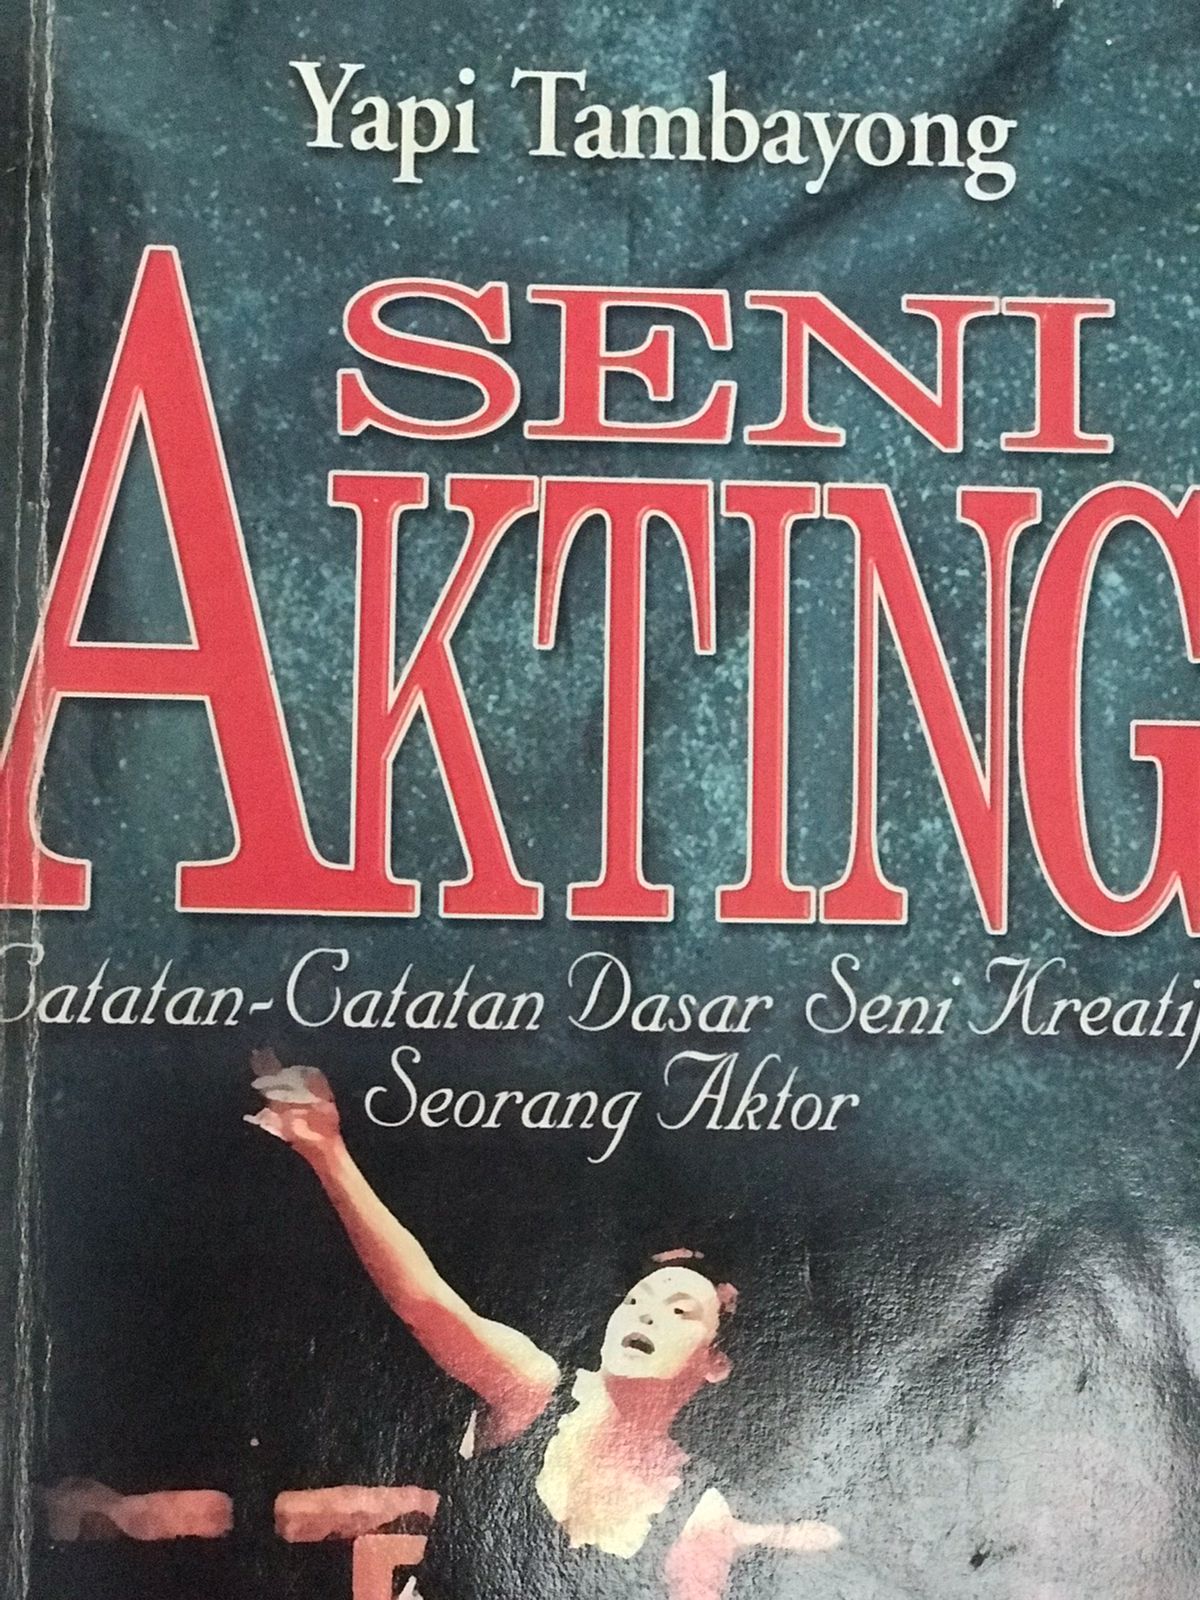 Yapi Tambayong
SENI
AKTING
Catatan-Catatan Dasar Seni Kreatif
Seorang Aktor